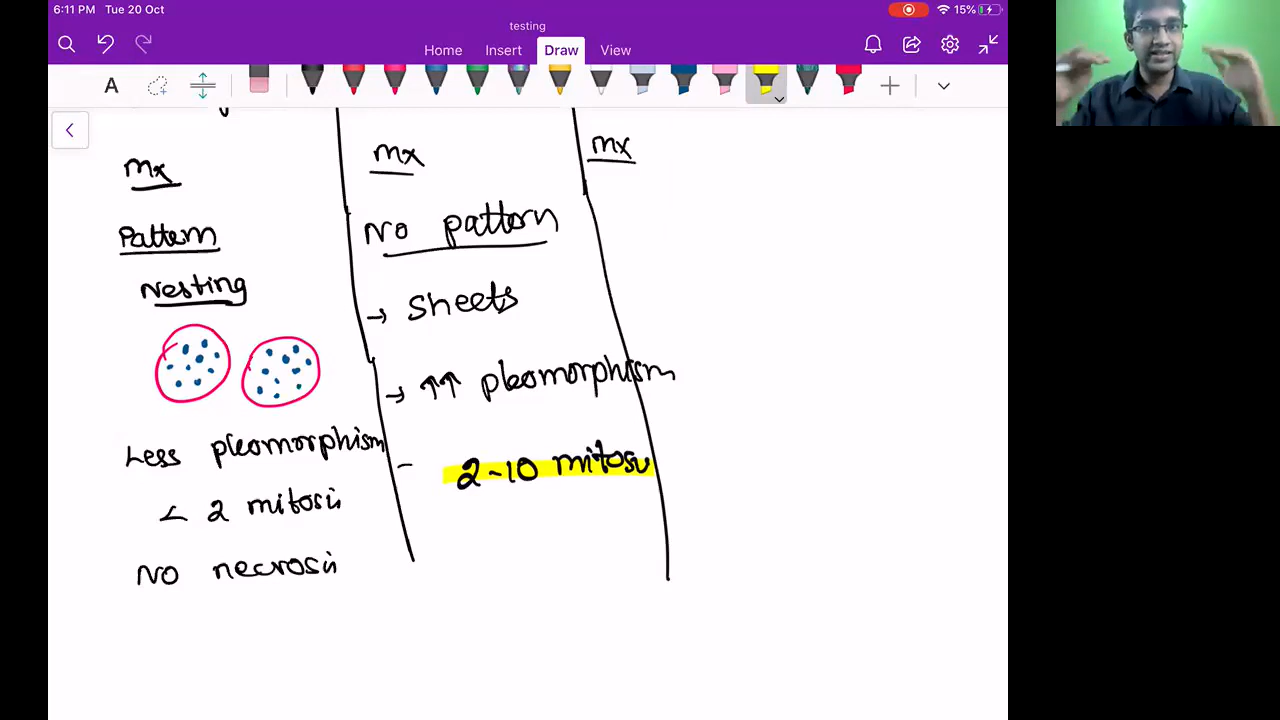 6:11 PM Tue 20 Oct
15%
testing
Home Insert Draw View
A
mx
Pattern
Nesting
Less pleomorphism
< 2 mitosis
No necrosis
mx
No pattern
→ Sheets
→ ↑↑ pleomorphism
- 2-10 mitosis
mx